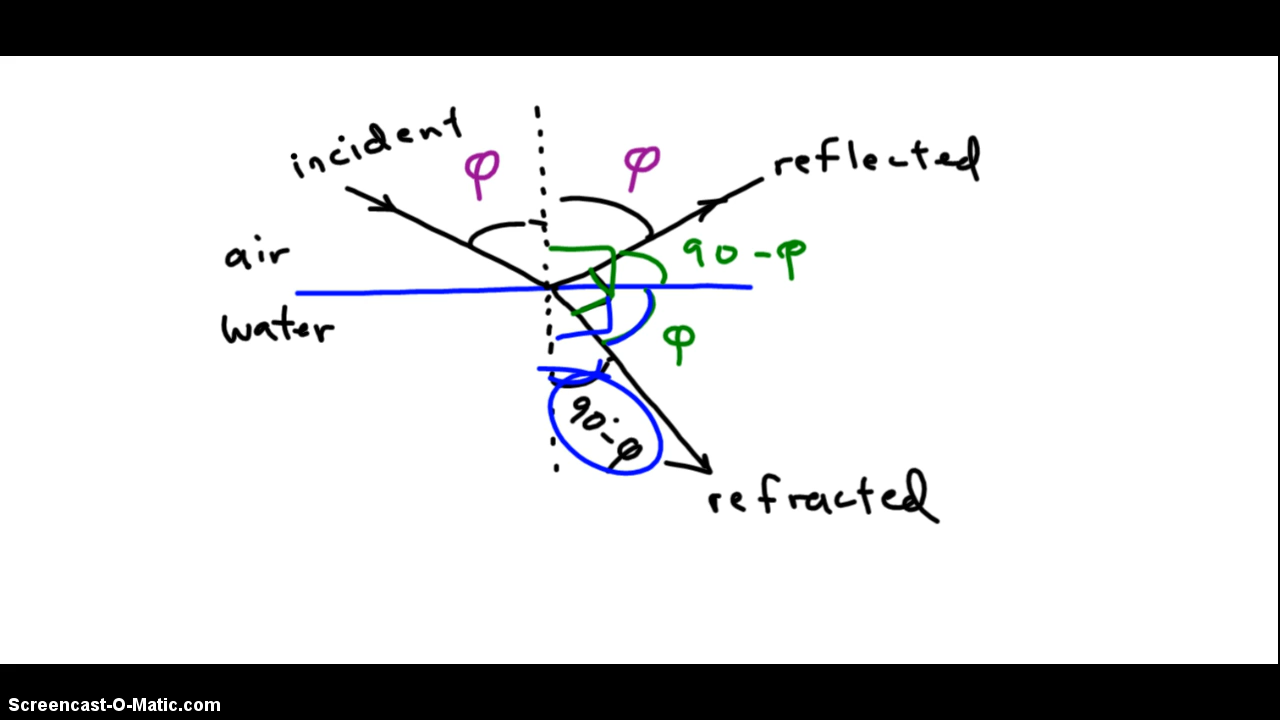 incident
φ
φ
reflected
air
90-φ
water
φ
90-φ
refracted
Screencast-O-Matic.com